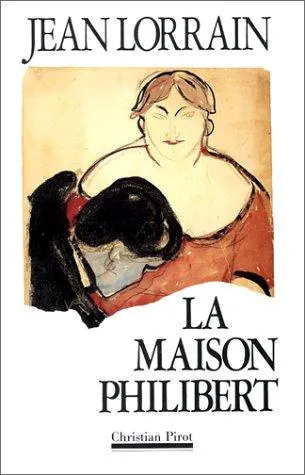 JEAN LORRAIN
LA
MAISON
PHILIBERT
Christian Pirot